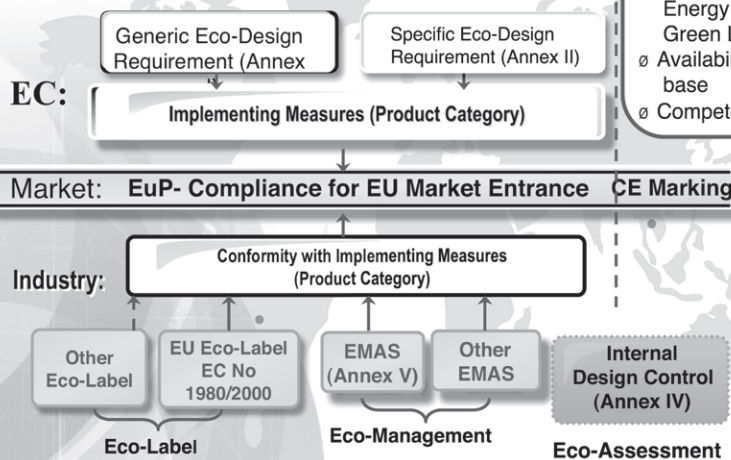 Generic Eco-Design
Requirement (Annex
Specific Eco-Design
Requirement (Annex II)
Energy
Green L
ø Availabil
base
ø Compet
EC:
Implementing Measures (Product Category)
Market: EuP- Compliance for EU Market Entrance CE Marking
Conformity with Implementing Measures
(Product Category)
Industry:
Other
Eco-Label
EU Eco-Label
EC No
1980/2000
EMAS
(Annex V)
Other
EMAS
Internal
Design Control
(Annex IV)
Eco-Label
Eco-Management
Eco-Assessment